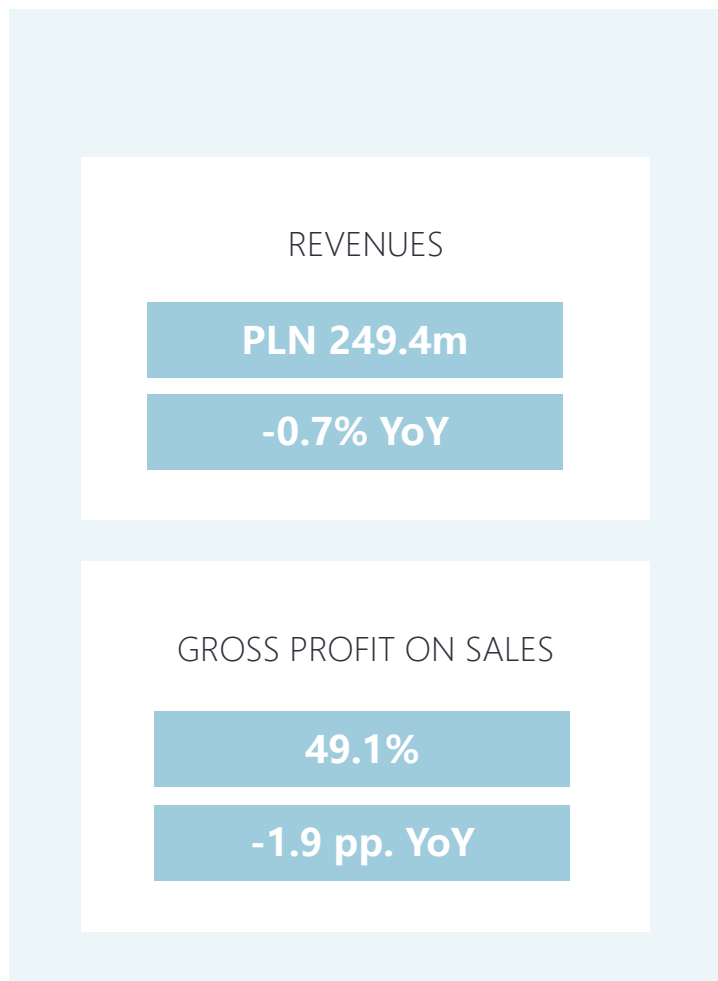 REVENUES
PLN 249.4m
-0.7% YoY
GROSS PROFIT ON SALES
49.1%
-1.9 pp. YoY